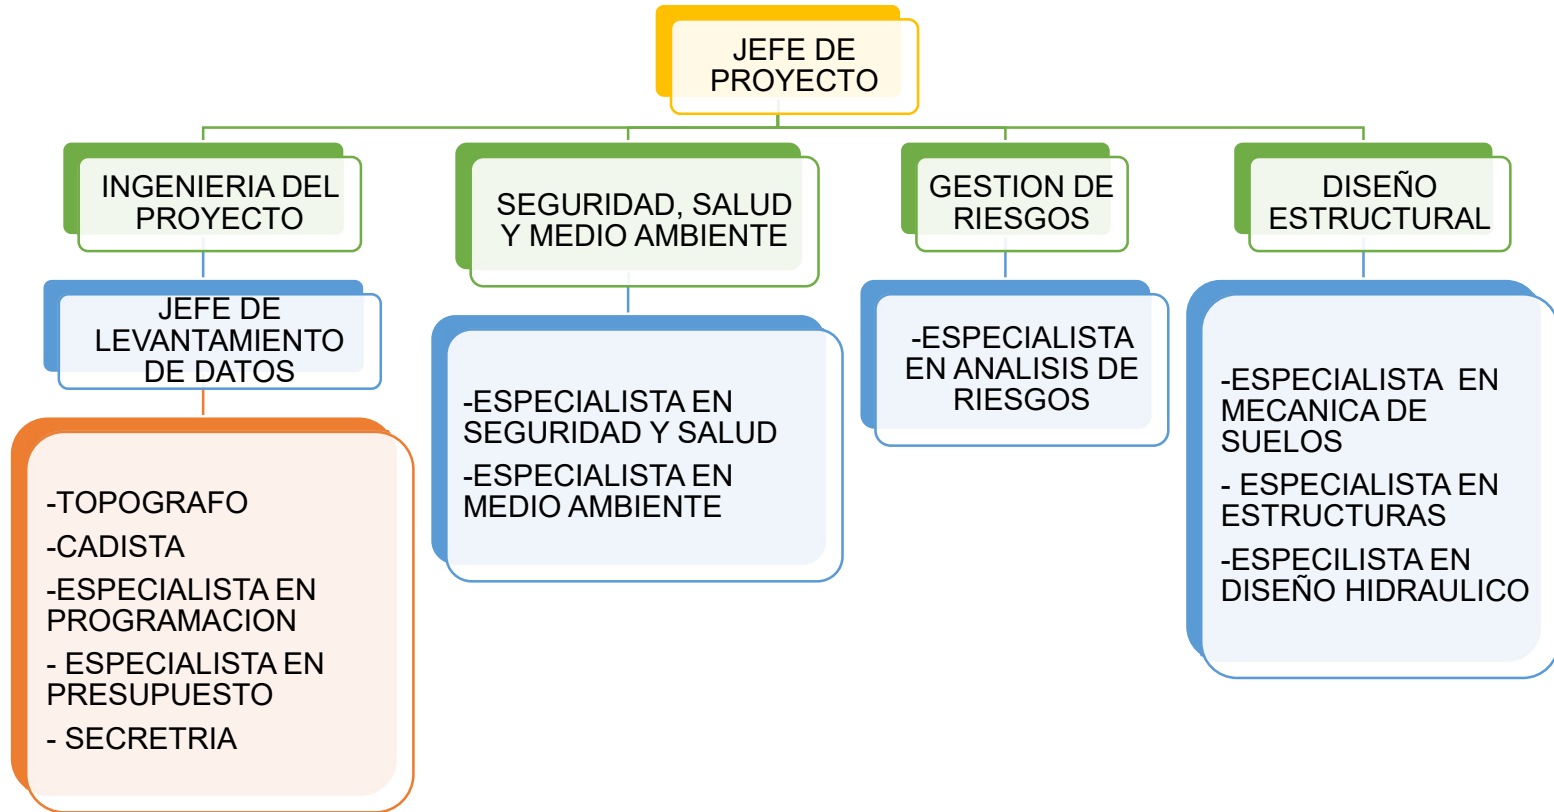 JEFE DE
PROYECTO
INGENIERIA DEL
PROYECTO
SEGURIDAD, SALUD
Y MEDIO AMBIENTE
GESTION DE
RIESGOS
DISEÑO
ESTRUCTURAL
JEFE DE
LEVANTAMIENTO
DE DATOS
-TOPOGRAFO
-CADISTA
-ESPECIALISTA EN
PROGRAMACION
- ESPECIALISTA EN
PRESUPUESTO
- SECRETRIA
-ESPECIALISTA EN
SEGURIDAD Y SALUD
-ESPECIALISTA EN
MEDIO AMBIENTE
-ESPECIALISTA
EN ANALISIS DE
RIESGOS
-ESPECIALISTA  EN
MECANICA DE
SUELOS
- ESPECIALISTA EN
ESTRUCTURAS
-ESPECILISTA EN
DISEÑO HIDRAULICO